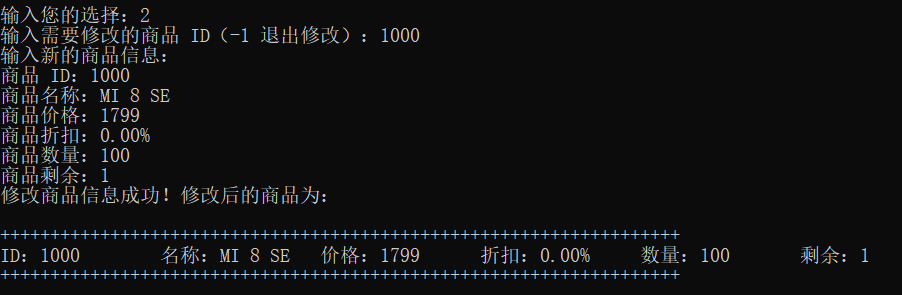 输入您的选择：2
输入需要修改的商品 ID（-1 退出修改）：1000
输入新的商品信息：
商品 ID：1000
商品名称：MI 8 SE
商品价格：1799
商品折扣：0.00%
商品数量：100
商品剩余：1
修改商品信息成功！修改后的商品为：
++++++++++++++++++++++++++++++++++++++++++++++++++++++++++++++++++++
ID：1000 名称：MI 8 SE 价格：1799 折扣：0.00% 数量：100 剩余：1
++++++++++++++++++++++++++++++++++++++++++++++++++++++++++++++++++++